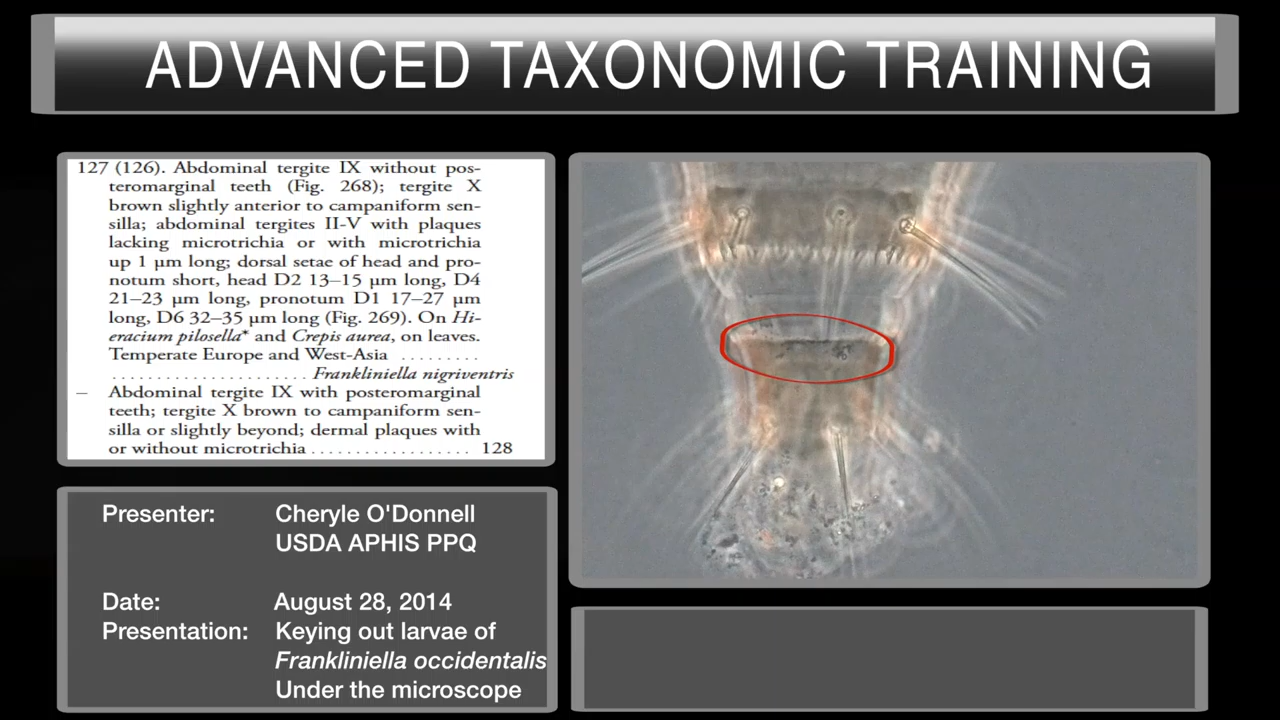 ADVANCED TAXONOMIC TRAINING
127 (126). Abdominal tergite IX without pos-
teromarginal teeth (Fig. 268); tergite X
brown slightly anterior to campaniform sen-
silla; abdominal tergites II-V with plaques
lacking microtrichia or with microtrichia
up 1 µm long; dorsal setae of head and pro-
notum short, head D2 13–15 µm long, D4
21–23 µm long, pronotum D1 17–27 µm
long, D6 32–35 µm long (Fig. 269). On Hi-
eracium pilosella* and Crepis aurea, on leaves.
Temperate Europe and West-Asia .........
..................... Frankliniella nigriventris
– Abdominal tergite IX with posteromarginal
teeth; tergite X brown to campaniform sen-
silla or slightly beyond; dermal plaques with
or without microtrichia .................. 128
Presenter: Cheryle O'Donnell
USDA APHIS PPQ
Date: August 28, 2014
Presentation: Keying out larvae of
Frankliniella occidentalis
Under the microscope